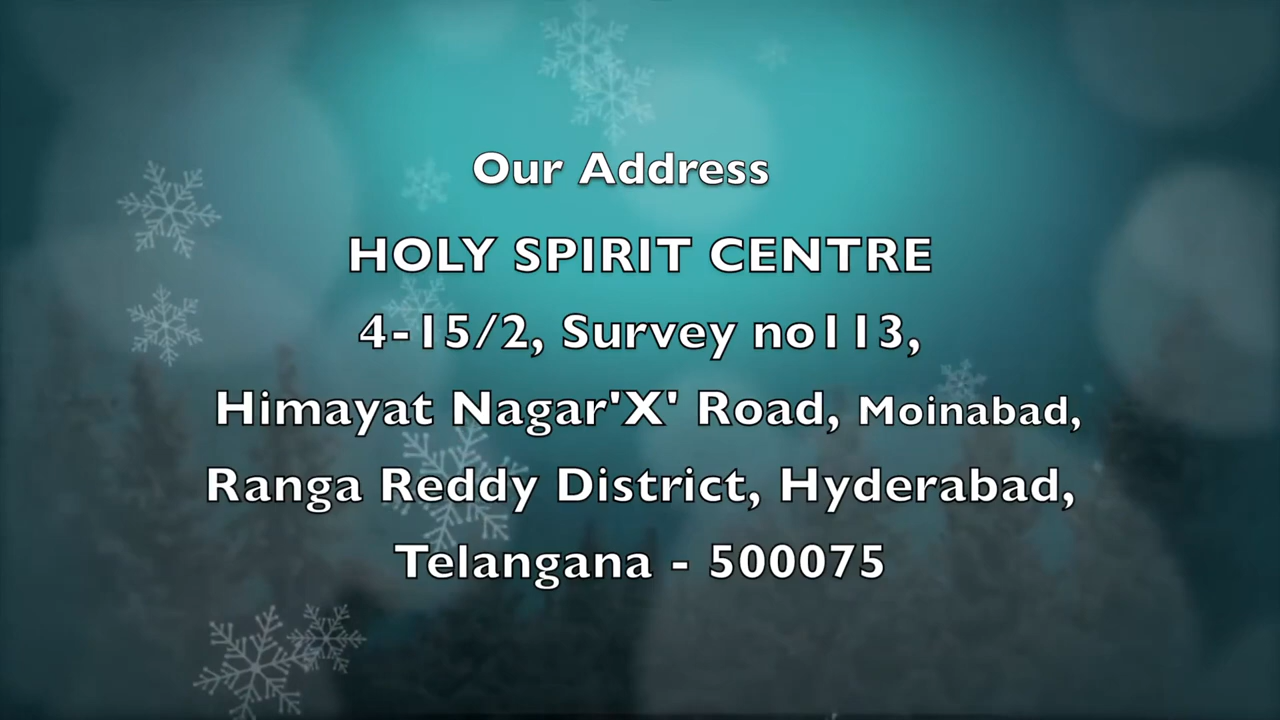 Our Address
HOLY SPIRIT CENTRE
4-15/2, Survey no113,
Himayat Nagar'X' Road, Moinabad,
Ranga Reddy District, Hyderabad,
Telangana - 500075